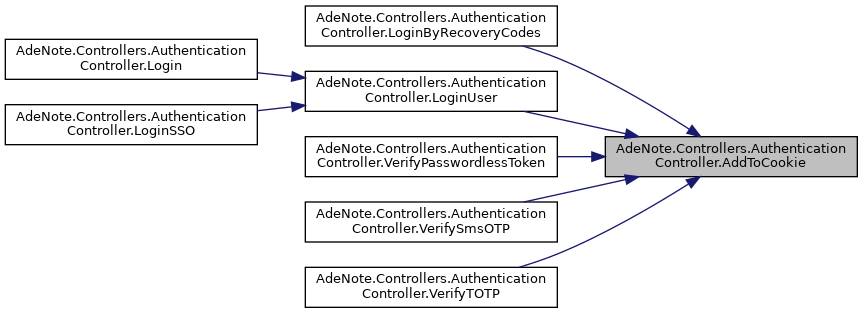 AdeNote.Controllers.Authentication
Controller.LoginByRecoveryCodes
AdeNote.Controllers.Authentication
Controller.Login
AdeNote.Controllers.Authentication
Controller.LoginUser
AdeNote.Controllers.Authentication
Controller.LoginSSO
AdeNote.Controllers.Authentication
Controller.VerifyPasswordlessToken
AdeNote.Controllers.Authentication
Controller.AddToCookie
AdeNote.Controllers.Authentication
Controller.VerifySmsOTP
AdeNote.Controllers.Authentication
Controller.VerifyTOTP